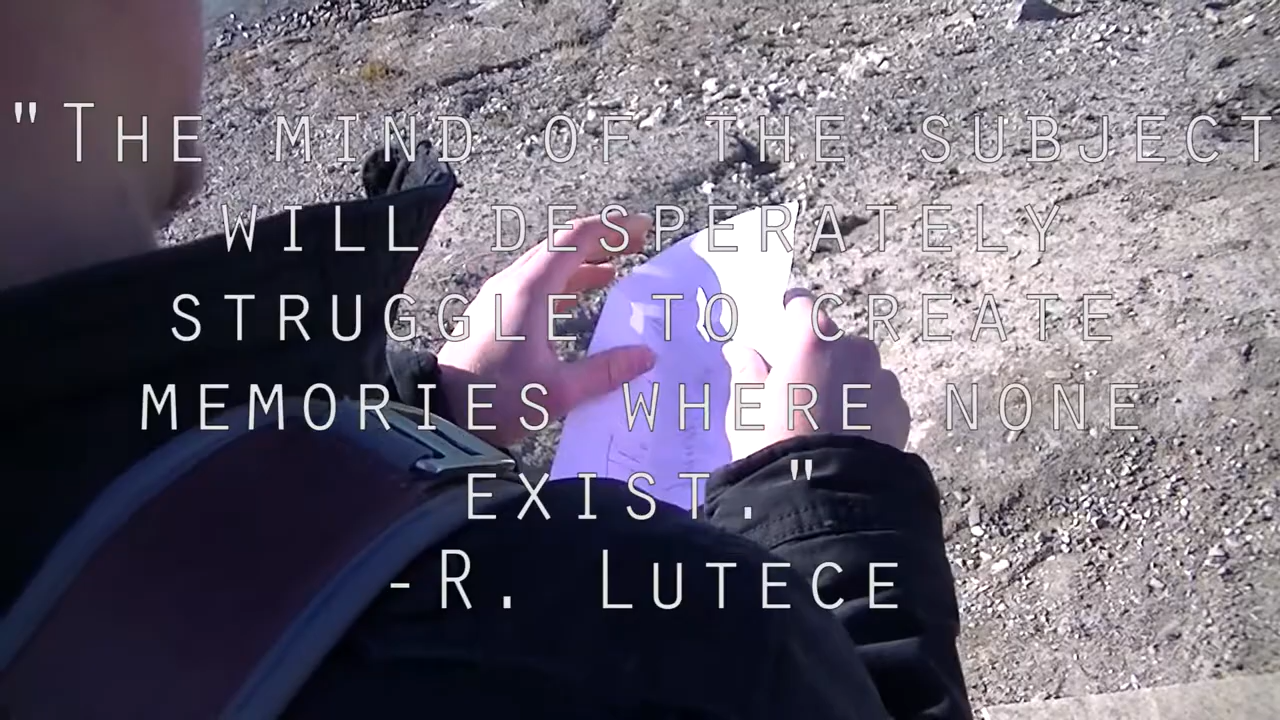 "The mind of the subject
will desperately
struggle to create
memories where none
exist."
-R. Lutece